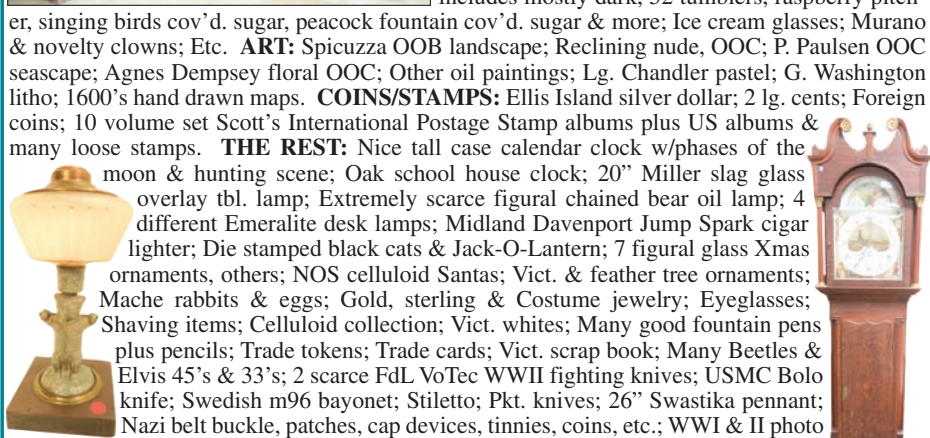 includes mostly dark; 32 tumblers; raspberry pitch-
er, singing birds cov'd. sugar, peacock fountain cov'd. sugar & more; Ice cream glasses; Murano
& novelty clowns; Etc. ART: Spicuzza OOB landscape; Reclining nude, OOC; P. Paulsen OOC
seascape; Agnes Dempsey floral OOC; Other oil paintings; Lg. Chandler pastel; G. Washington
litho; 1600's hand drawn maps. COINS/STAMPS: Ellis Island silver dollar; 2 lg. cents; Foreign
coins; 10 volume set Scott's International Postage Stamp albums plus US albums &
many loose stamps. THE REST: Nice tall case calendar clock w/phases of the
moon & hunting scene; Oak school house clock; 20” Miller slag glass
overlay tbl. lamp; Extremely scarce figural chained bear oil lamp; 4
different Emeralite desk lamps; Midland Davenport Jump Spark cigar
lighter; Die stamped black cats & Jack-O-Lantern; 7 figural glass Xmas
ornaments, others; NOS celluloid Santas; Vict. & feather tree ornaments;
Mache rabbits & eggs; Gold, sterling & Costume jewelry; Eyeglasses;
Shaving items; Celluloid collection; Vict. whites; Many good fountain pens
plus pencils; Trade tokens; Trade cards; Vict. scrap book; Many Beetles &
Elvis 45's & 33's; 2 scarce FdL VoTec WWII fighting knives; USMC Bolo
knife; Swedish m96 bayonet; Stiletto; Pkt. knives; 26” Swastika pennant;
Nazi belt buckle, patches, cap devices, tinnies, coins, etc.; WWI & II photo